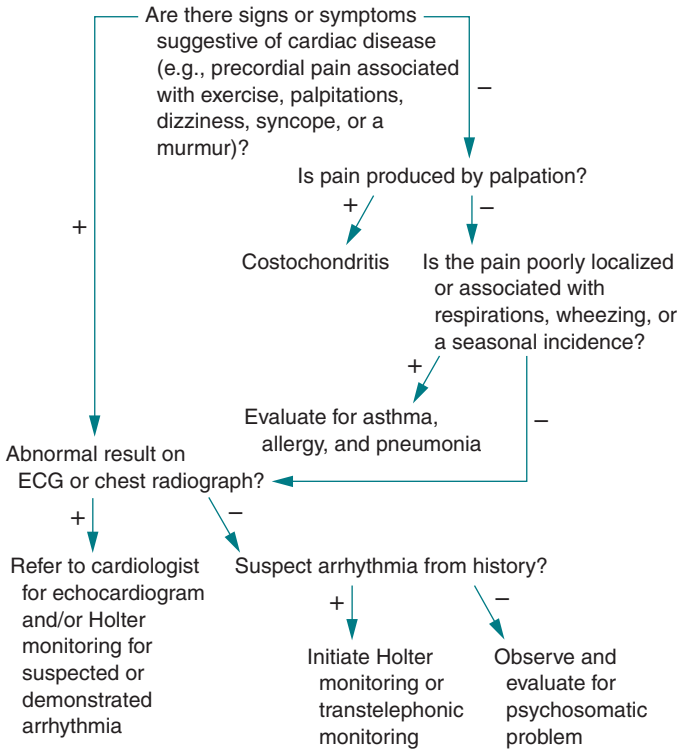 Are there signs or symptoms
suggestive of cardiac disease
(e.g., precordial pain associated
with exercise, palpitations,
dizziness, syncope, or a
murmur)?
–
Is pain produced by palpation?
+
–
+
Costochondritis
Is the pain poorly localized
or associated with
respirations, wheezing, or
a seasonal incidence?
+
Evaluate for asthma,
allergy, and pneumonia
–
Abnormal result on
ECG or chest radiograph?
+
–
Refer to cardiologist
for echocardiogram
and/or Holter
monitoring for
suspected or
demonstrated
arrhythmia
Suspect arrhythmia from history?
+
–
Initiate Holter
monitoring or
transtelephonic
monitoring
Observe and
evaluate for
psychosomatic
problem